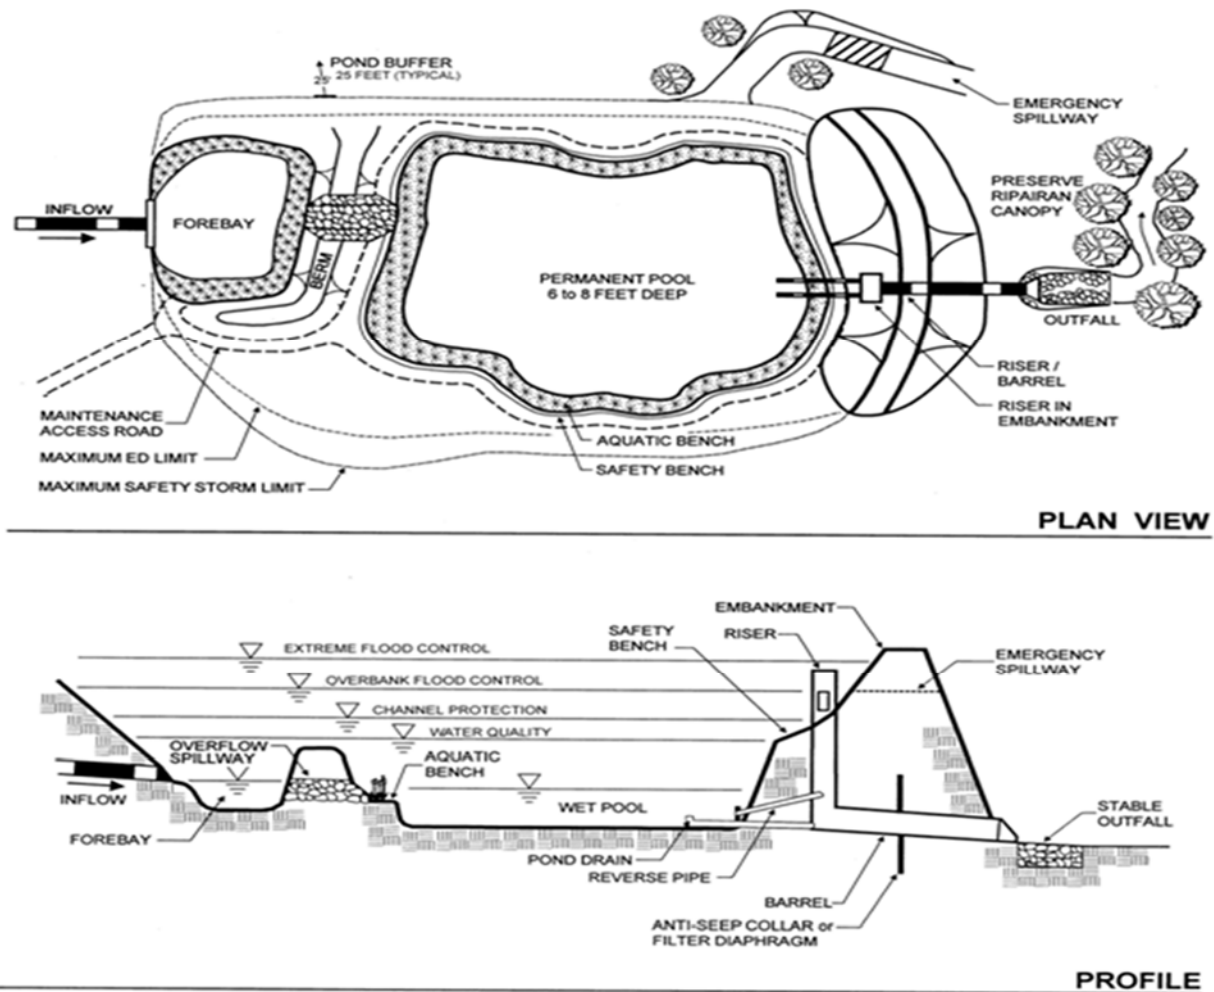 POND BUFFER
25' 25 FEET (TYPICAL)
EMERGENCY
SPILLWAY
PRESERVE
RIPAIRAN
CANOPY
INFLOW
FOREBAY
BERM
PERMANENT POOL
6 to 8 FEET DEEP
OUTFALL
RISER /
BARREL
RISER IN
EMBANKMENT
MAINTENANCE
ACCESS ROAD
AQUATIC BENCH
MAXIMUM ED LIMIT
SAFETY BENCH
MAXIMUM SAFETY STORM LIMIT
PLAN VIEW
EMBANKMENT
SAFETY
BENCH
RISER
EXTREME FLOOD CONTROL
EMERGENCY
SPILLWAY
OVERBANK FLOOD CONTROL
CHANNEL PROTECTION
WATER QUALITY
OVERFLOW
SPILLWAY
AQUATIC
BENCH
INFLOW
WET POOL
STABLE
OUTFALL
FOREBAY
POND DRAIN
REVERSE PIPE
BARREL
ANTI-SEEP COLLAR or
FILTER DIAPHRAGM
PROFILE